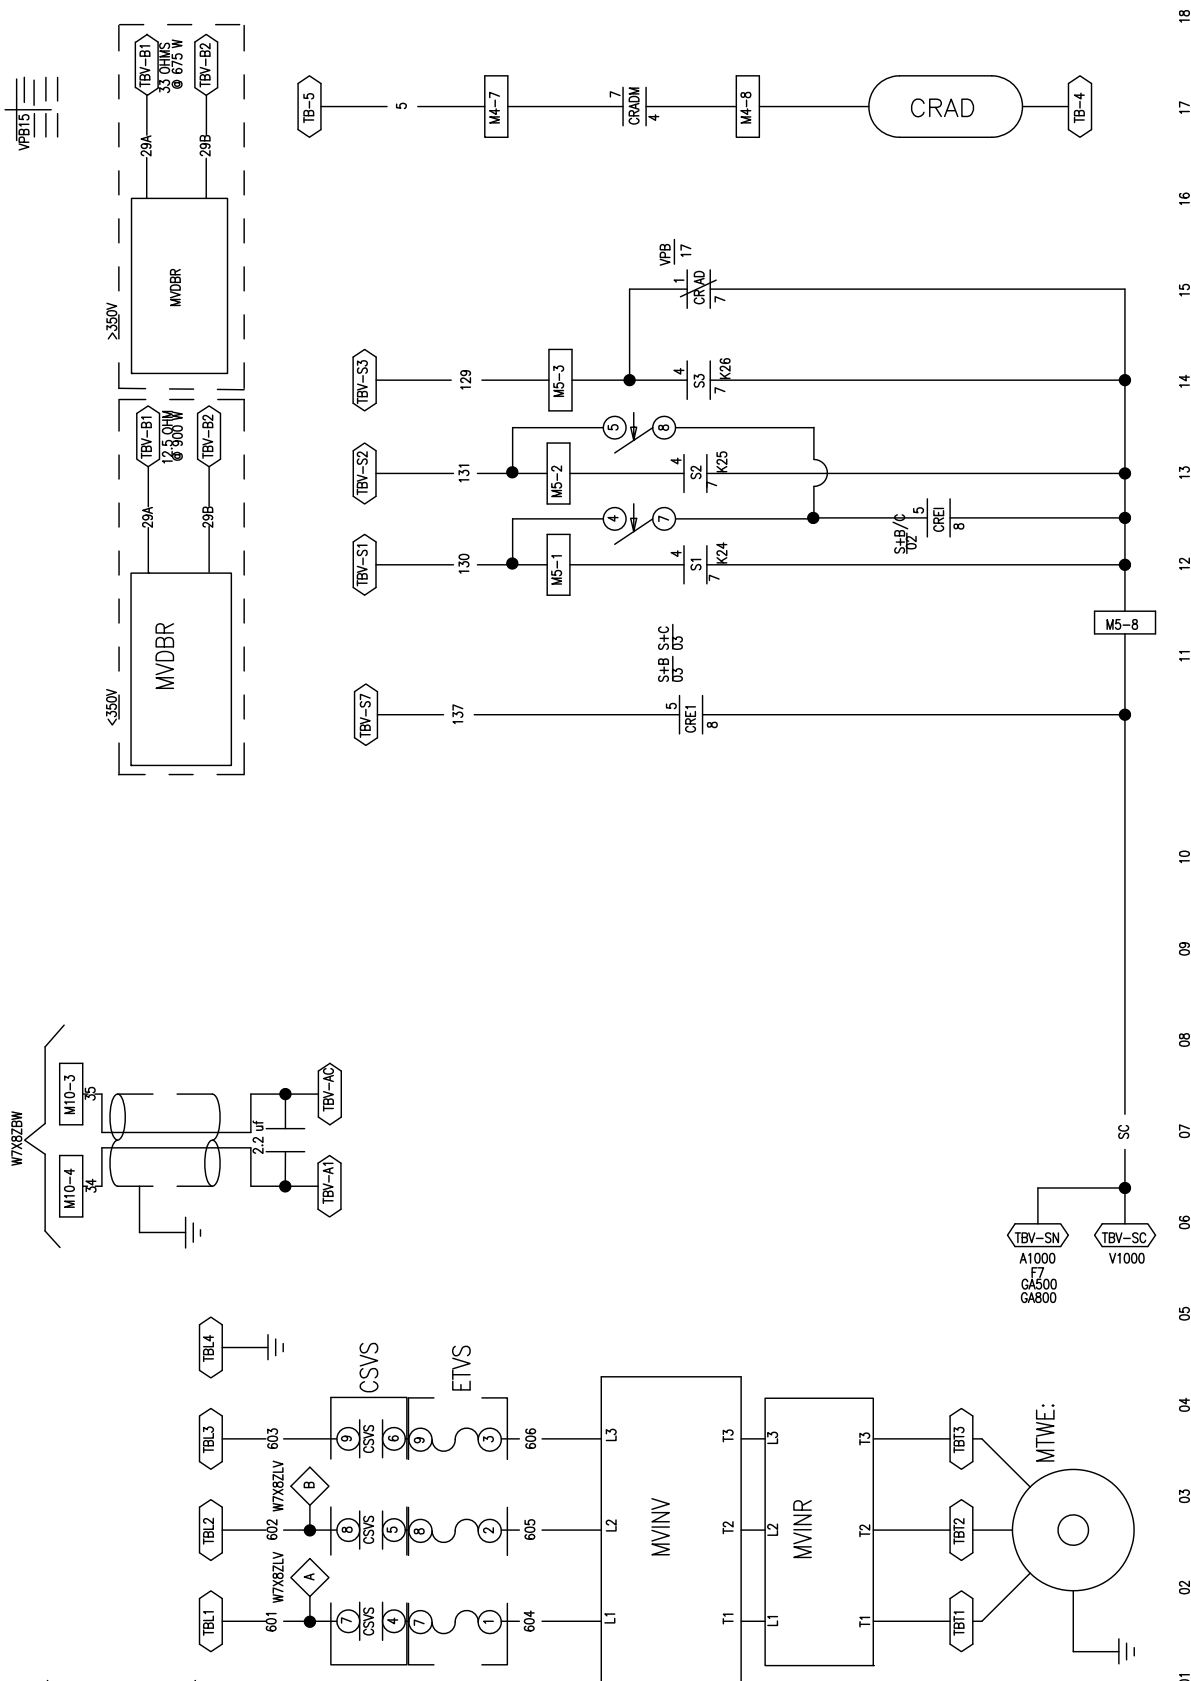 18
17
16
15
14
13
12
11
10
09
08
07
06
05
04
03
02
01
VPB15
TBV-B1
33 OHMS
@ 675 W
TBV-B2
29A
29B
MVDBR
>350V
TBV-B1
12.5 OHM
@ 900 W
TBV-B2
29A
29B
MVDBR
<350V
TB-5
5
M4-7
7
CRADM
4
M4-8
CRAD
TB-4
VPB
17
1
CRAD
7
TBV-S3
129
M5-3
4
S3
7
K26
5
8
TBV-S2
131
M5-2
4
S2
7
K25
4
7
S+B/C
02
5
CREI
8
TBV-S1
130
M5-1
4
S1
7
K24
M5-8
S+B
03
S+C
03
TBV-S7
137
5
CRE1
8
W7X8ZBW
M10-3
35
M10-4
34
2.2 uf
TBV-AC
TBV-A1
SC
TBV-SN
A1000
F7
GA500
GA800
TBV-SC
V1000
TBL4
CSVS
ETVS
TBL3
603
9
CSVS
6
9
3
606
L3
T3
L3
T3
TBT3
MTWE:
W7X8ZLV
B
TBL2
602
8
CSVS
5
8
2
605
L2
MVINV
T2
L2
MVINR
T2
TBT2
W7X8ZLV
A
TBL1
601
7
CSVS
4
7
1
604
L1
T1
L1
T1
TBT1